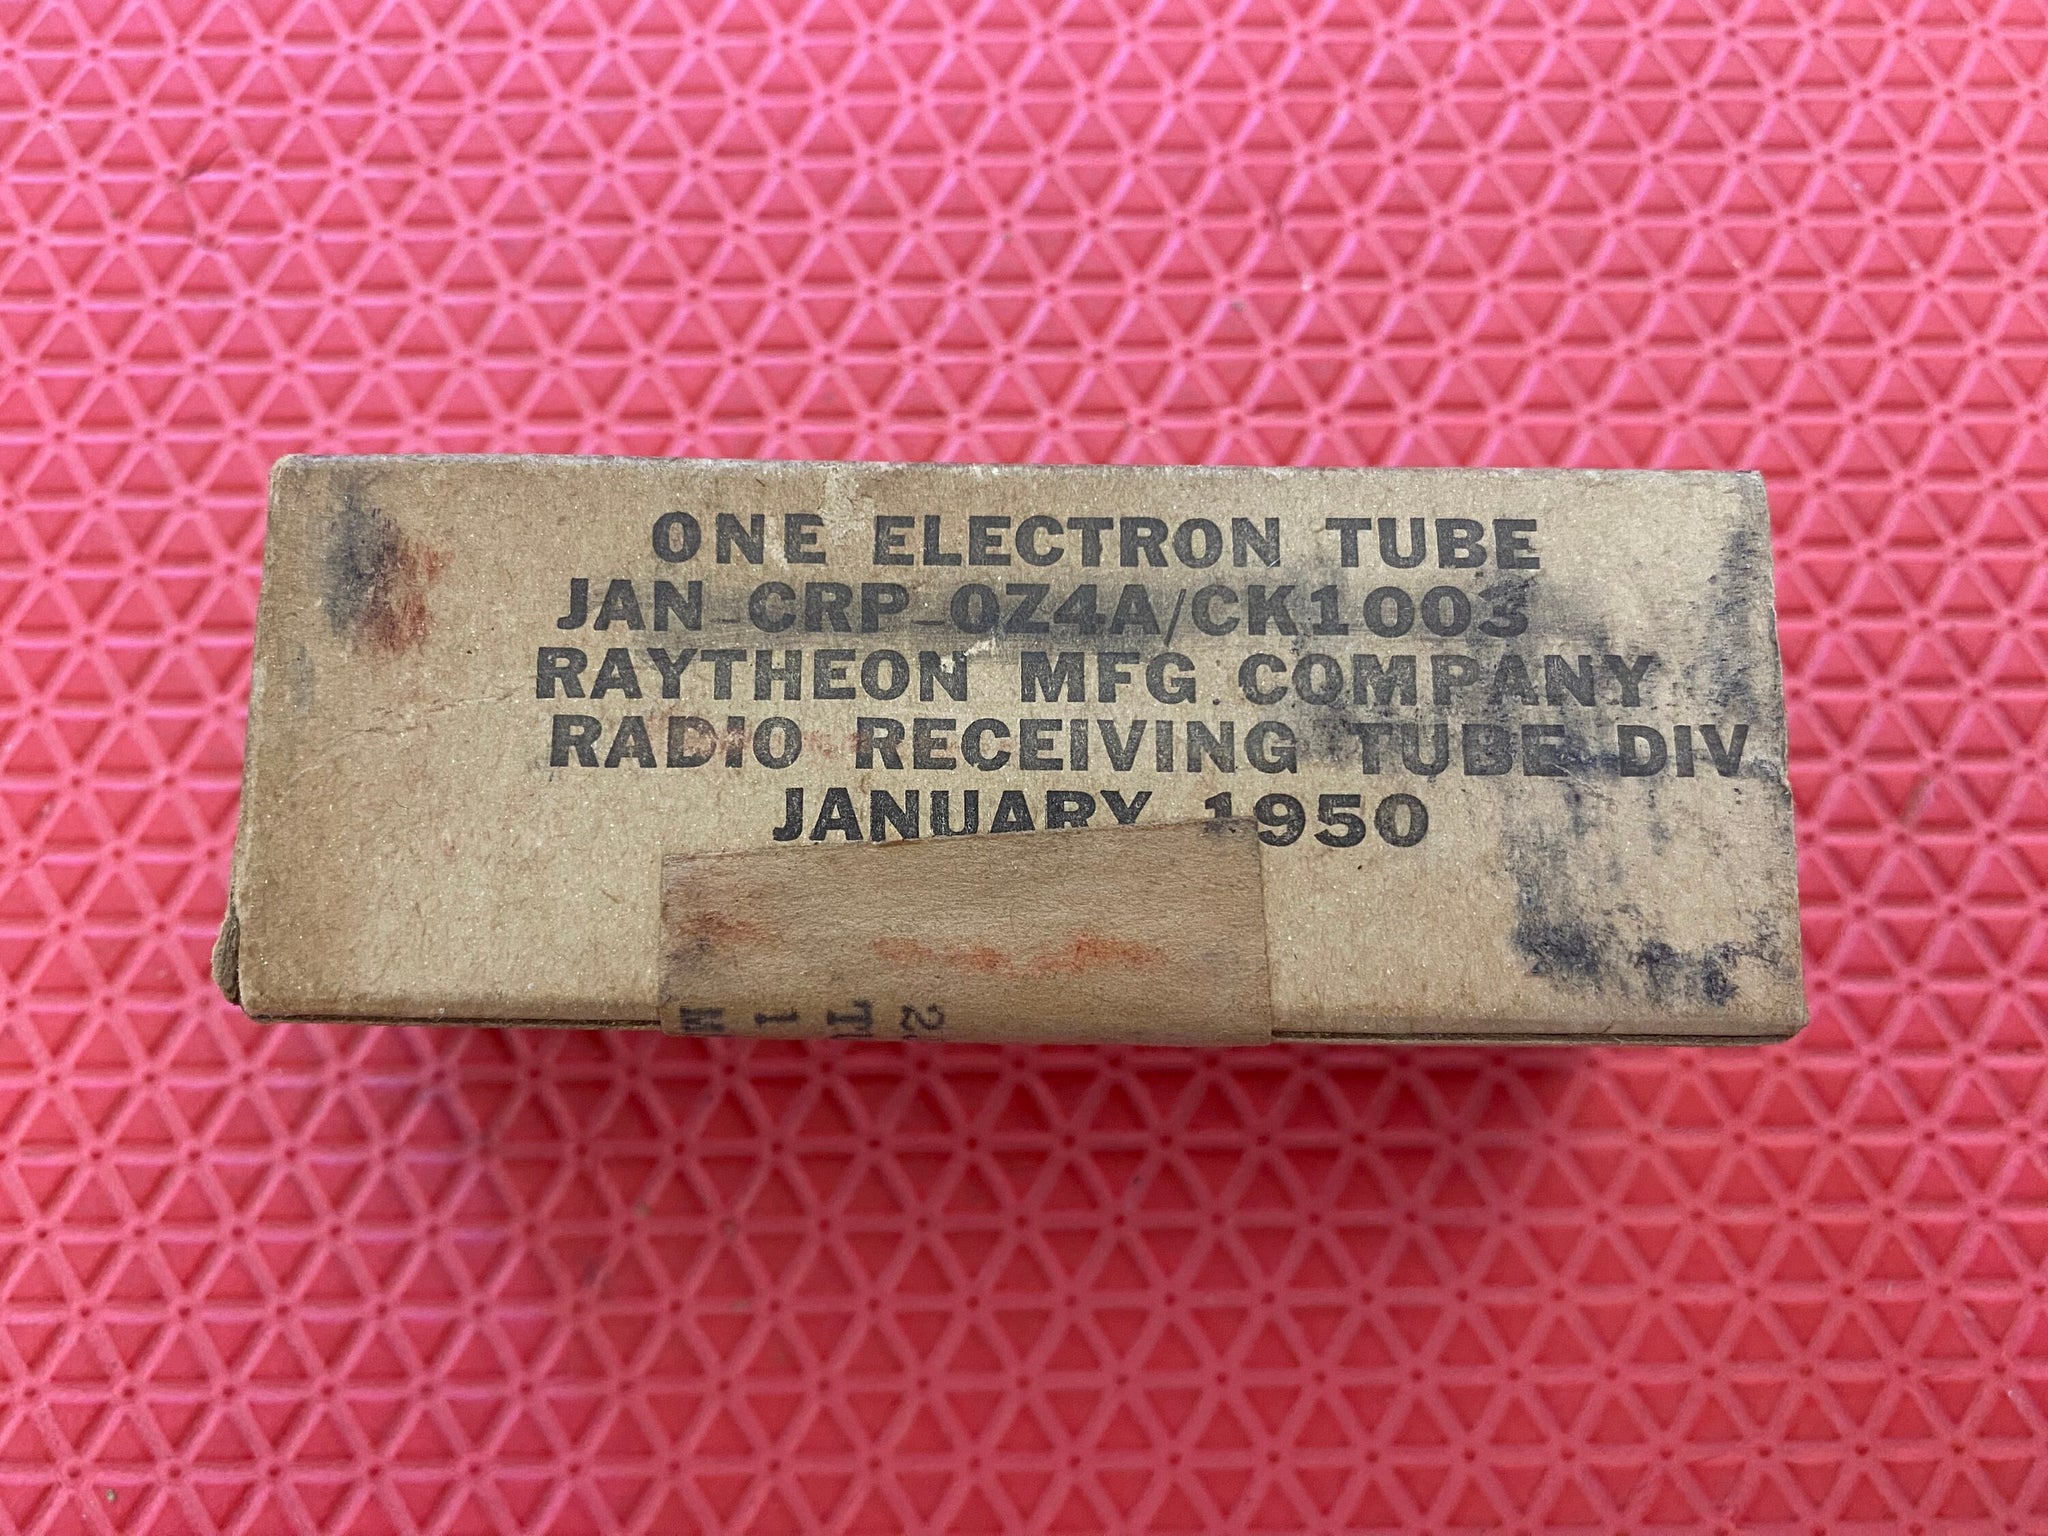 ONE ELECTRON TUBE
JAN-CRP-0Z4A/CK1003
RAYTHEON MFG COMPANY
RADIO RECEIVING TUBE DIV
JANUARY 1950